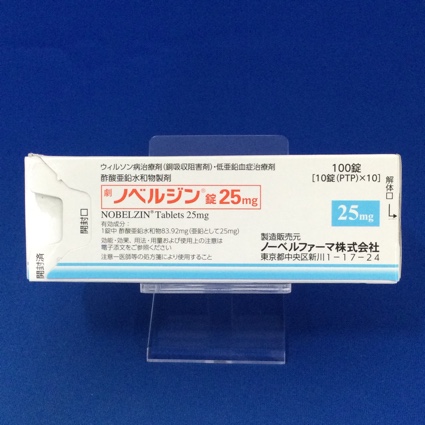 ウィルソン病治療剤(銅吸収阻害剤)・低亜鉛血症治療剤
酢酸亜鉛水和物製剤
劇 ノベルジン®錠25mg
NOBELZIN® Tablets 25mg
有効成分:
1錠中 酢酸亜鉛水和物83.92mg(亜鉛として25mg)
効能・効果、用法・用量および使用上の注意は
電子添文をご参照ください
注意-医師等の処方箋により使用すること
100錠
[10錠(PTP)×10]
25mg
製造販売元
ノーベルファーマ株式会社
東京都中央区新川1-17-24
解体口
開封口
開封済